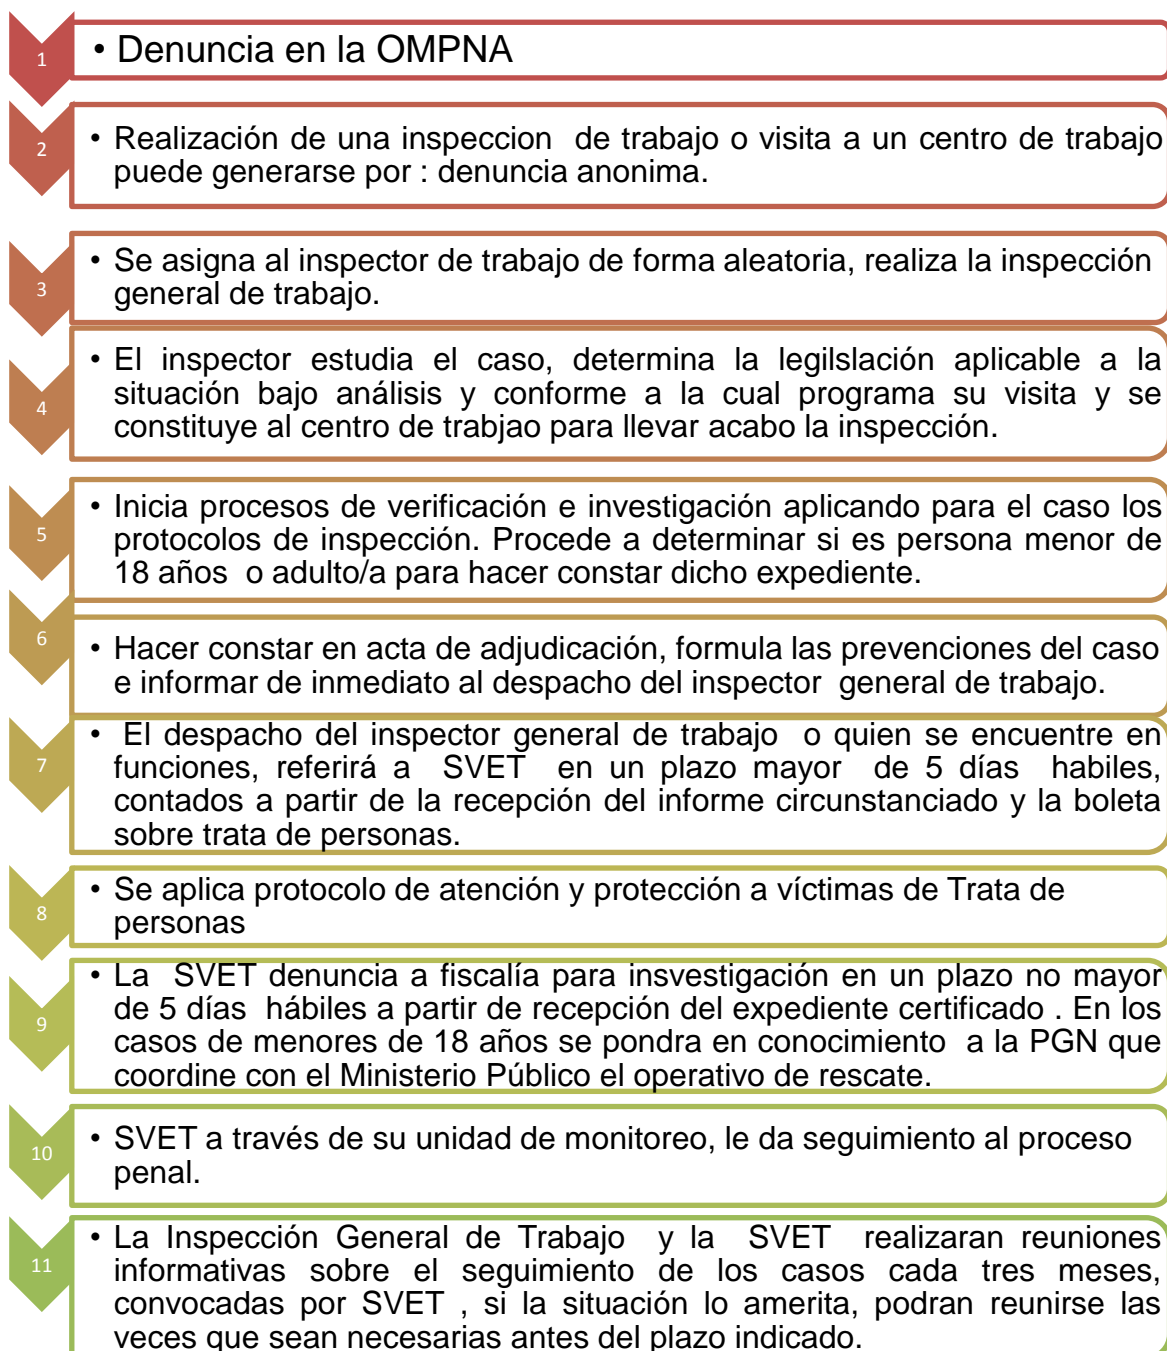 1
• Denuncia en la OMPNA
2
• Realización de una inspeccion de trabajo o visita a un centro de trabajo
puede generarse por : denuncia anonima.
3
• Se asigna al inspector de trabajo de forma aleatoria, realiza la inspección
general de trabajo.
4
• El inspector estudia el caso, determina la legilslación aplicable a la
situación bajo análisis y conforme a la cual programa su visita y se
constituye al centro de trabjao para llevar acabo la inspección.
5
• Inicia procesos de verificación e investigación aplicando para el caso los
protocolos de inspección. Procede a determinar si es persona menor de
18 años o adulto/a para hacer constar dicho expediente.
6
• Hacer constar en acta de adjudicación, formula las prevenciones del caso
e informar de inmediato al despacho del inspector general de trabajo.
7
• El despacho del inspector general de trabajo o quien se encuentre en
funciones, referirá a SVET en un plazo mayor de 5 días habiles,
contados a partir de la recepción del informe circunstanciado y la boleta
sobre trata de personas.
8
• Se aplica protocolo de atención y protección a víctimas de Trata de
personas
9
• La SVET denuncia a fiscalía para insvestigación en un plazo no mayor
de 5 días hábiles a partir de recepción del expediente certificado . En los
casos de menores de 18 años se pondra en conocimiento a la PGN que
coordine con el Ministerio Público el operativo de rescate.
10
• SVET a través de su unidad de monitoreo, le da seguimiento al proceso
penal.
11
• La Inspección General de Trabajo y la SVET realizaran reuniones
informativas sobre el seguimiento de los casos cada tres meses,
convocadas por SVET , si la situación lo amerita, podran reunirse las
veces que sean necesarias antes del plazo indicado.